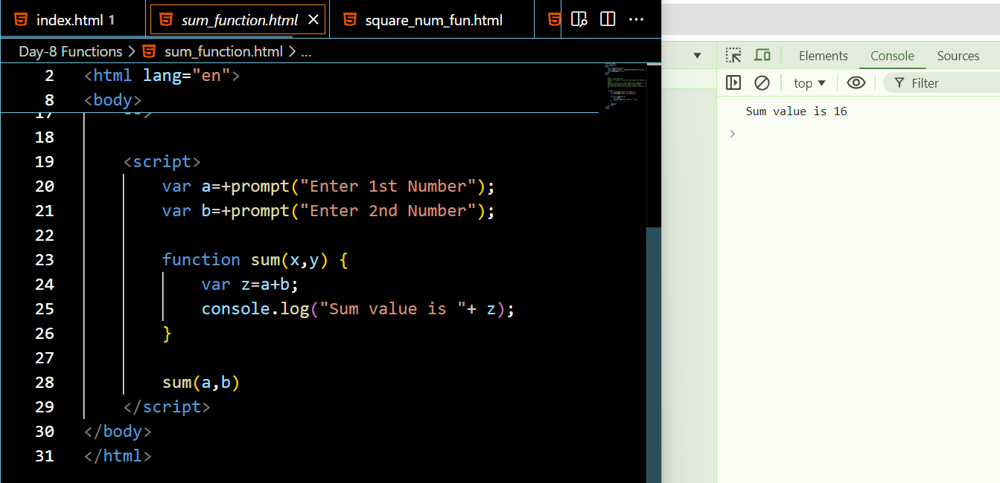 index.html 1 sum_function.html square_num_fun.html
Day-8 Functions > sum_function.html > ...
2 <html lang="en">
8 <body>
17 -->
18
19 <script>
20 var a=+prompt("Enter 1st Number");
21 var b=+prompt("Enter 2nd Number");
22
23 function sum(x,y) {
24 var z=a+b;
25 console.log("Sum value is "+ z);
26 }
27
28 sum(a,b)
29 </script>
30 </body>
31 </html>
Elements Console Sources
top Filter
Sum value is 16